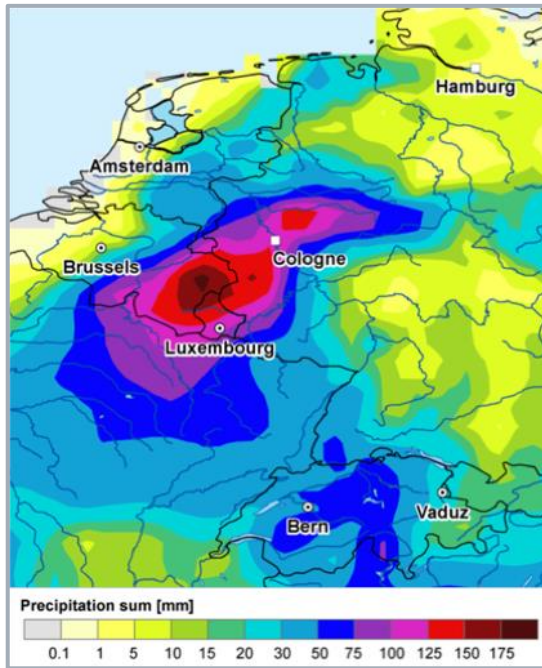 Hamburg
Amsterdam
Brussels
Cologne
Luxembourg
Bern
Vaduz
Precipitation sum [mm]
0.1 1 5 10 15 20 30 50 75 100 125 150 175